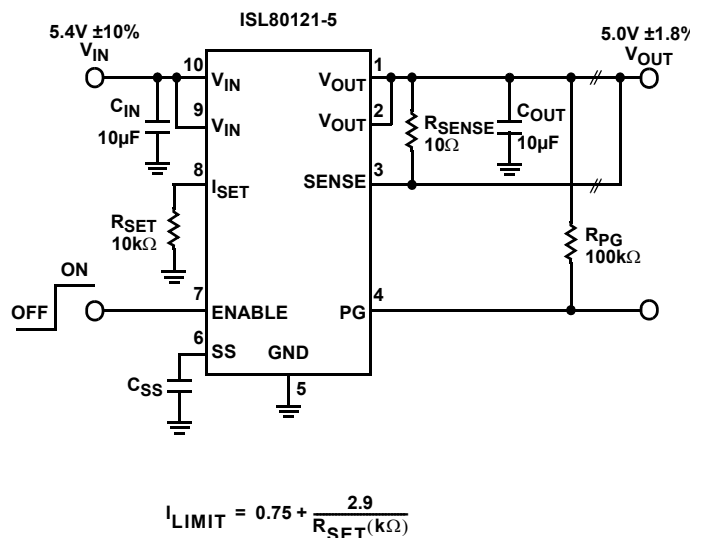 ISL80121-5
5.4V ±10%
VIN
5.0V ±1.8%
VOUT
10
VIN
CIN
10µF
9
VIN
8
ISET
RSET
10kΩ
ON
OFF
7
ENABLE
6
SS
CSS
GND
5
1
VOUT
2
VOUT
RSENSE
10Ω
COUT
10µF
3
SENSE
RPG
100kΩ
4
PG
ILIMIT = 0.75 + 2.9 / RSET(kΩ)